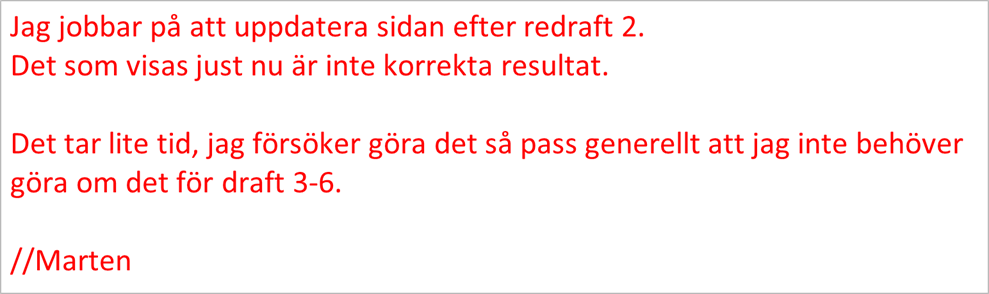 Jag jobbar på att uppdatera sidan efter redraft 2.
Det som visas just nu är inte korrekta resultat.
Det tar lite tid, jag försöker göra det så pass generellt att jag inte behöver
göra om det för draft 3-6.
//Marten